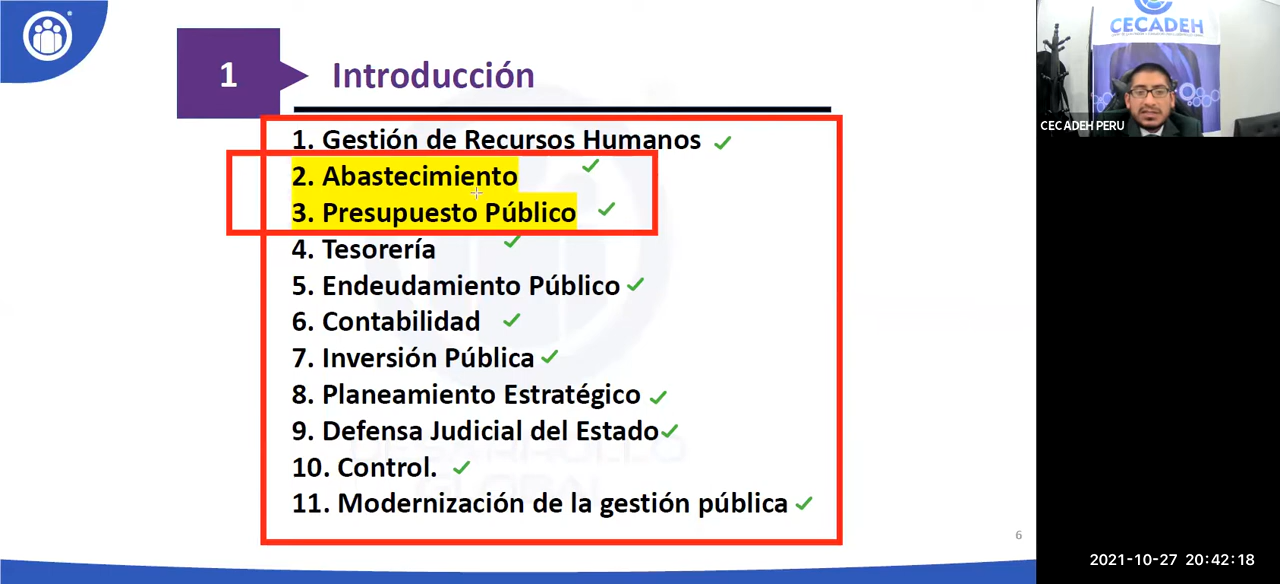 1
Introducción
1. Gestión de Recursos Humanos
2. Abastecimiento
3. Presupuesto Público
4. Tesorería
5. Endeudamiento Público
6. Contabilidad
7. Inversión Pública
8. Planeamiento Estratégico
9. Defensa Judicial del Estado
10. Control.
11. Modernización de la gestión pública
DESARROLLO
GLOBAL
6
CECADEH
CECADEH PERU
2021-10-27 20:42:18